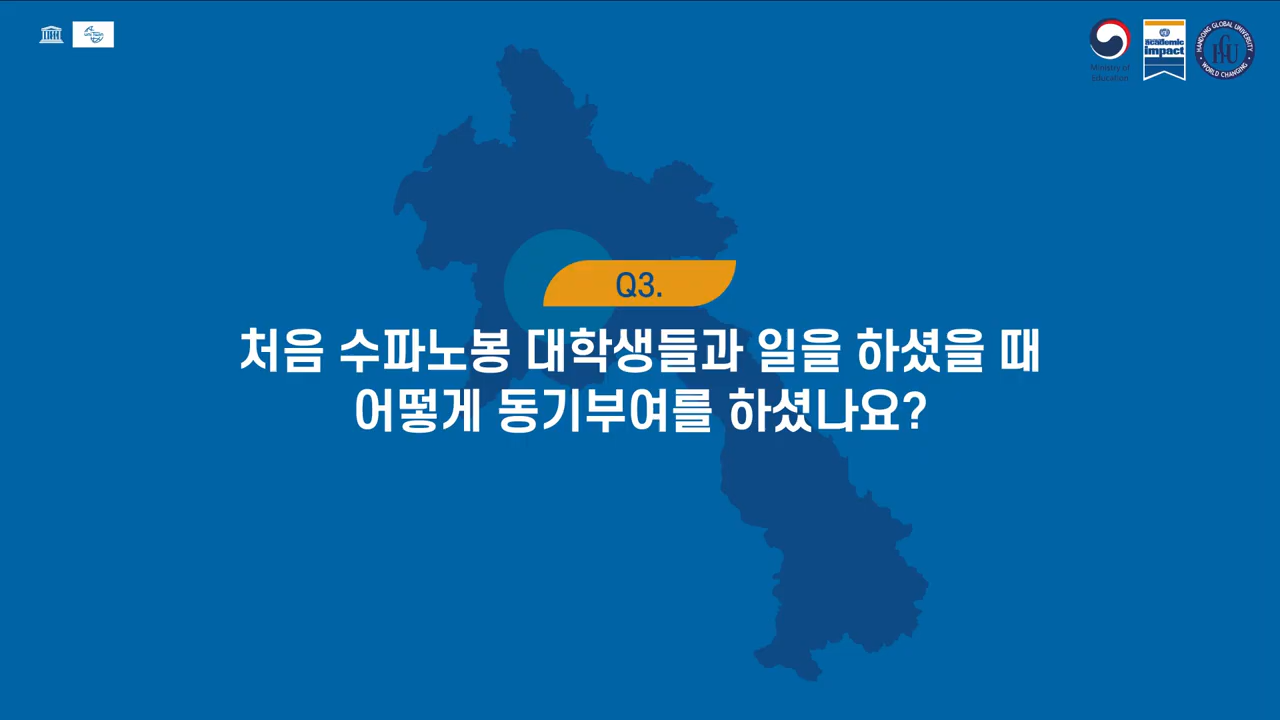 Ministry of
Education
academic
impact
HANDONG GLOBAL UNIVERSITY
HGU
WORLD CHANGING
Q3.
처음 수파노봉 대학생들과 일을 하셨을 때
어떻게 동기부여를 하셨나요?